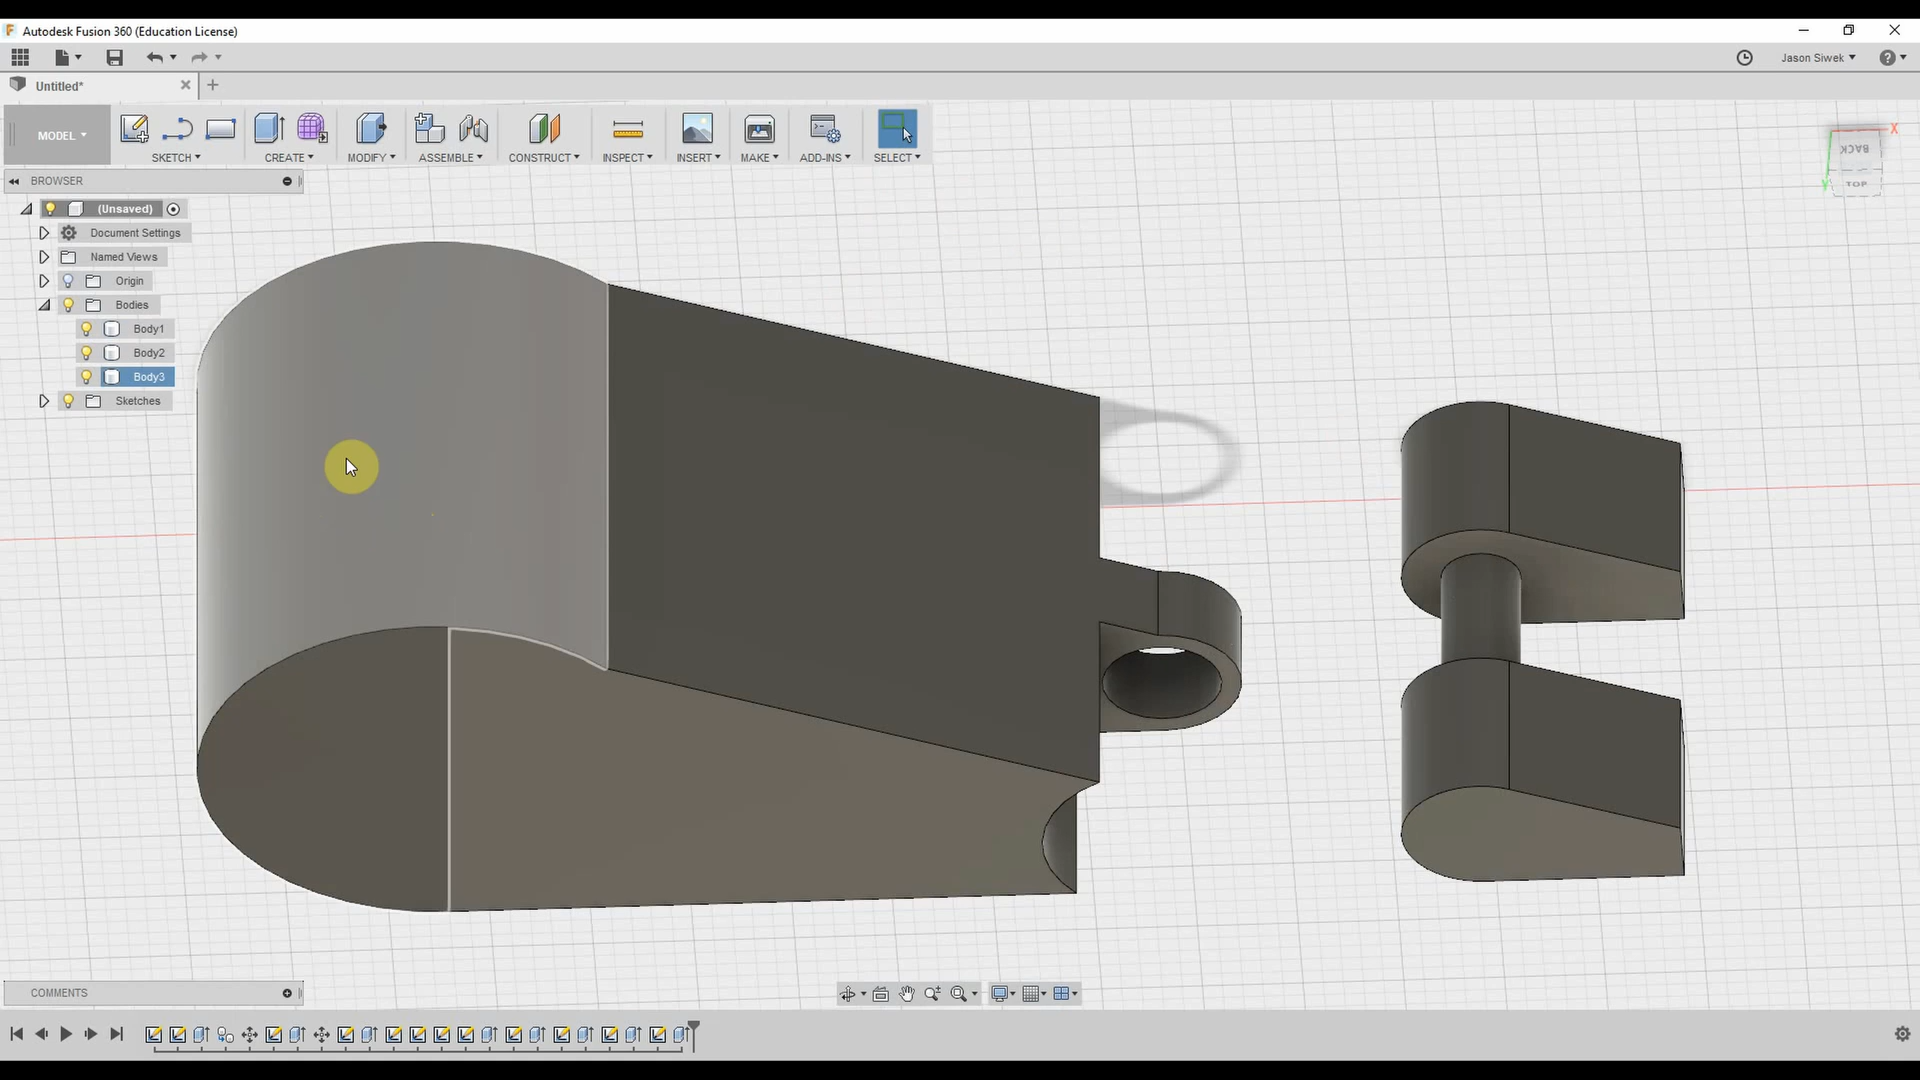 Autodesk Fusion 360 (Education License)
Jason Siwek
Untitled*
MODEL
SKETCH
CREATE
MODIFY
ASSEMBLE
CONSTRUCT
INSPECT
INSERT
MAKE
ADD-INS
SELECT
X
BACK
Y
TOP
BROWSER
(Unsaved)
Document Settings
Named Views
Origin
Bodies
Body1
Body2
Body3
Sketches
COMMENTS